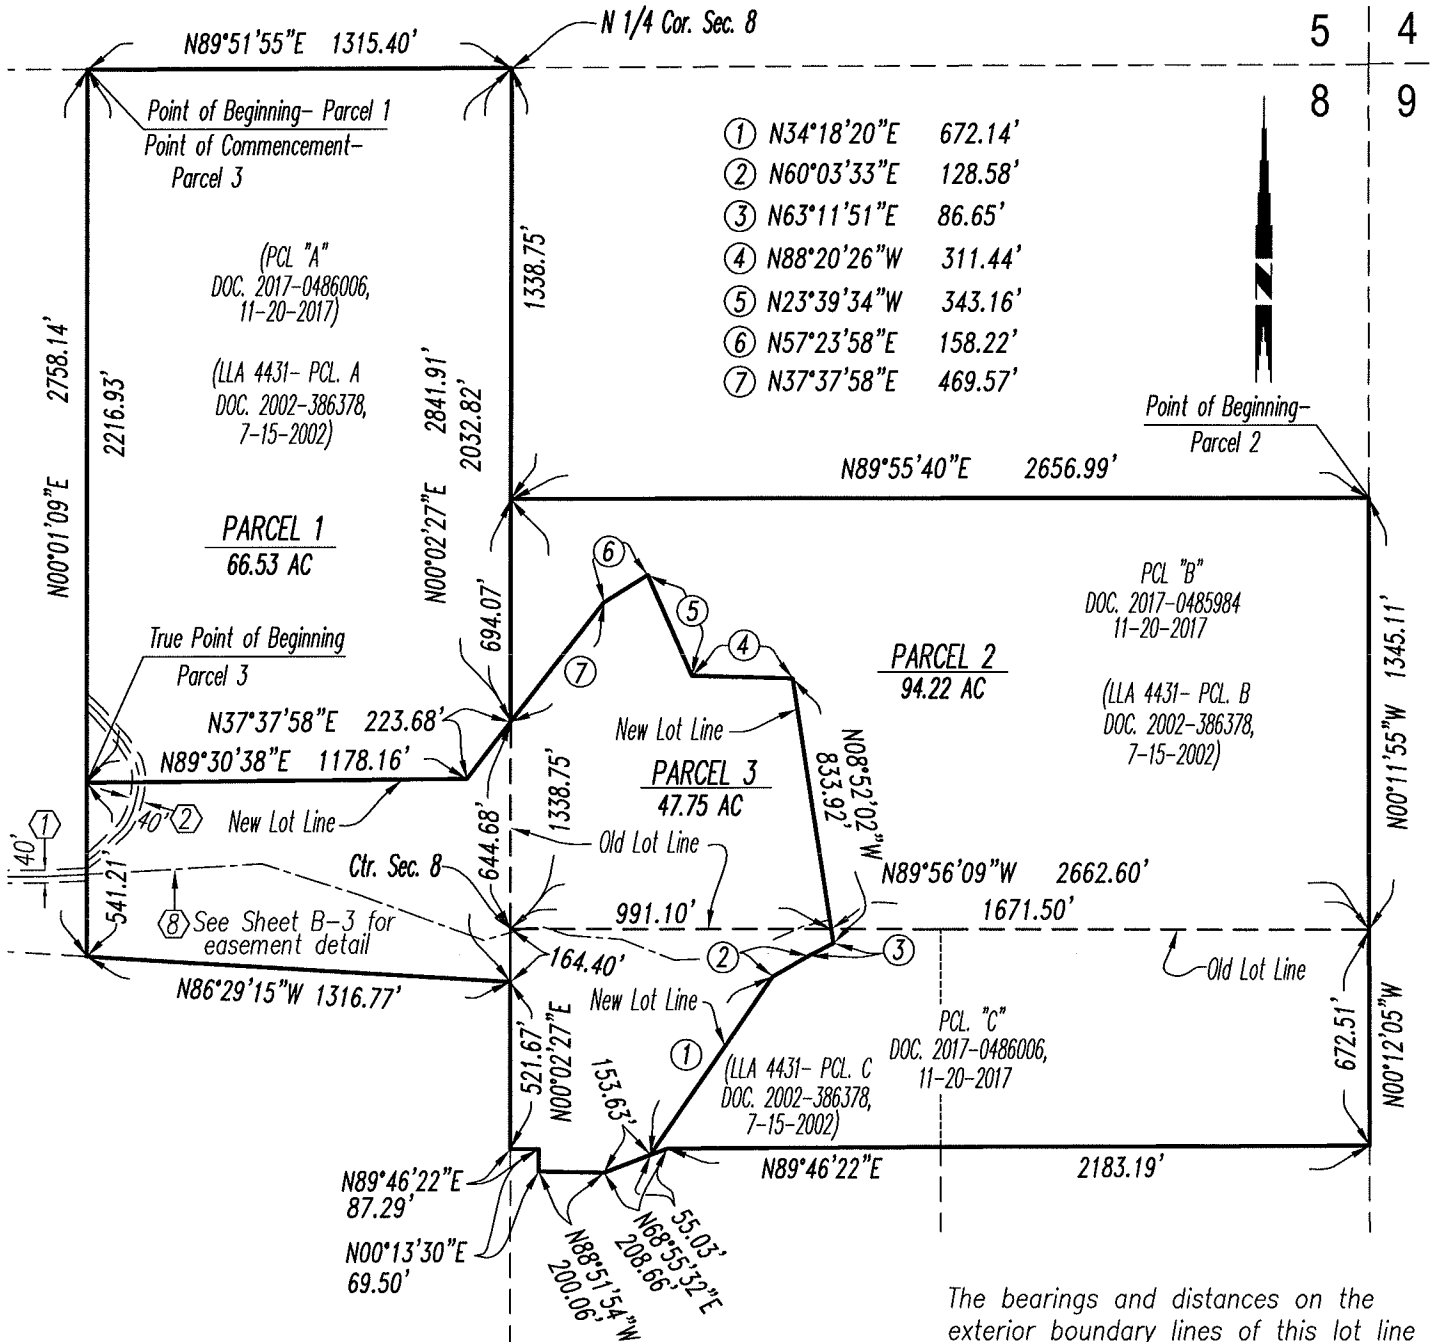 N 1/4 Cor. Sec. 8
5
4
8
9
N89°51'55"E 1315.40'
Point of Beginning- Parcel 1
Point of Commencement-
Parcel 3
(PCL "A"
DOC. 2017-0486006,
11-20-2017)
(LLA 4431- PCL. A
DOC. 2002-386378,
7-15-2002)
PARCEL 1
66.53 AC
N00°01'09"E 2758.14'
2216.93'
N00°02'27"E 2841.91'
2032.82'
1338.75'
1 N34°18'20"E 672.14'
2 N60°03'33"E 128.58'
3 N63°11'51"E 86.65'
4 N88°20'26"W 311.44'
5 N23°39'34"W 343.16'
6 N57°23'58"E 158.22'
7 N37°37'58"E 469.57'
N
Point of Beginning-
Parcel 2
N89°55'40"E 2656.99'
694.07'
6
5
4
7
PCL "B"
DOC. 2017-0485984
11-20-2017
PARCEL 2
94.22 AC
(LLA 4431- PCL. B
DOC. 2002-386378,
7-15-2002)
N00°11'55"W 1345.11'
True Point of Beginning
Parcel 3
N37°37'58"E 223.68'
N89°30'38"E 1178.16'
New Lot Line
PARCEL 3
47.75 AC
N08°52'02"W
833.92'
1
40'
40'
2
New Lot Line
644.68'
1338.75'
Old Lot Line
Ctr. Sec. 8
N89°56'09"W 2662.60'
991.10'
1671.50'
541.21'
8
See Sheet B-3 for
easement detail
164.40'
2
3
Old Lot Line
N86°29'15"W 1316.77'
New Lot Line
521.67'
N00°02'27"E
1
153.63'
(LLA 4431- PCL. C
DOC. 2002-386378,
7-15-2002)
PCL. "C"
DOC. 2017-0486006,
11-20-2017
672.51'
N00°12'05"W
N89°46'22"E
87.29'
N89°46'22"E 2183.19'
N00°13'30"E
69.50'
N88°51'54"W
200.06'
55.03'
N68°55'32"E
208.66'
The bearings and distances on the
exterior boundary lines of this lot line